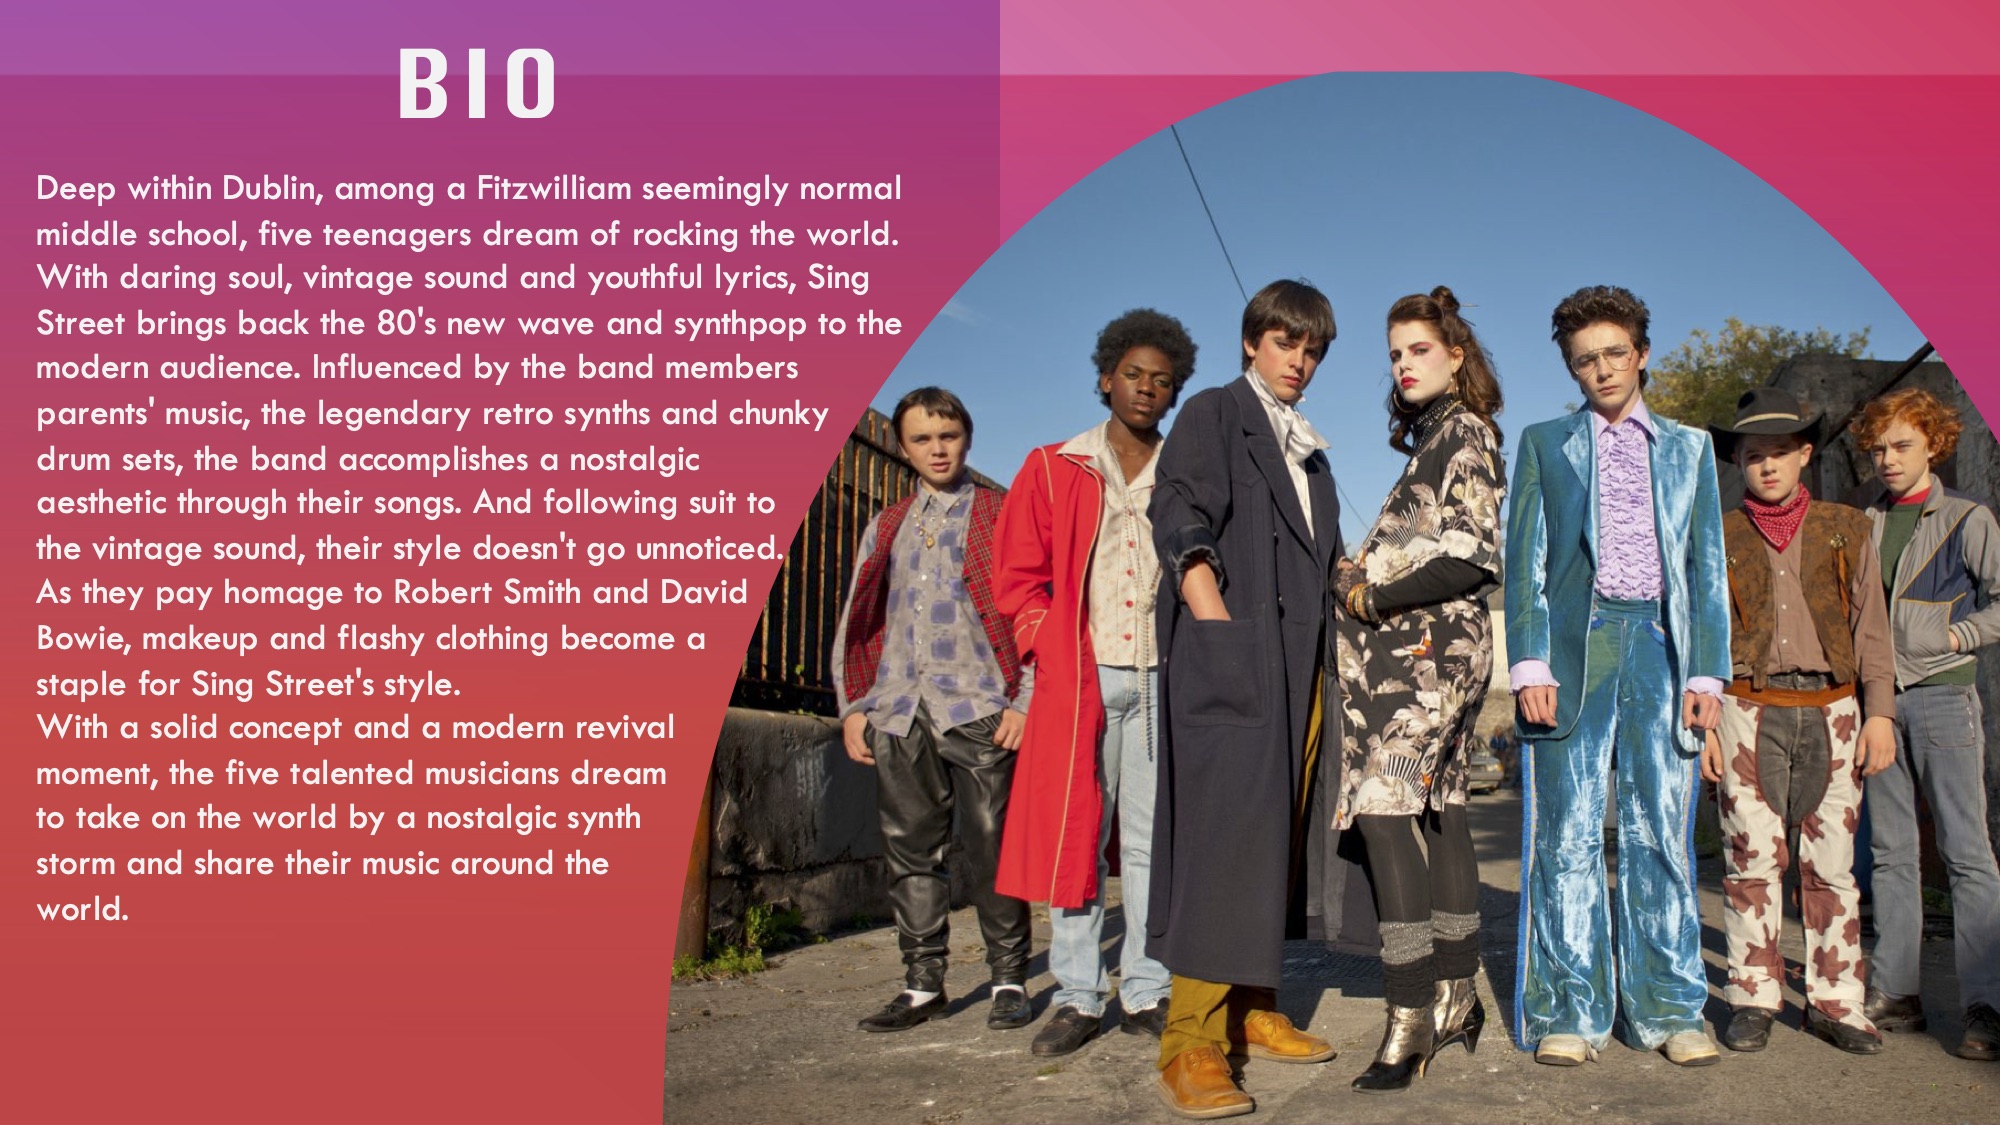 BIO
Deep within Dublin, among a Fitzwilliam seemingly normal
middle school, five teenagers dream of rocking the world.
With daring soul, vintage sound and youthful lyrics, Sing
Street brings back the 80's new wave and synthpop to the
modern audience. Influenced by the band members
parents' music, the legendary retro synths and chunky
drum sets, the band accomplishes a nostalgic
aesthetic through their songs. And following suit to
the vintage sound, their style doesn't go unnoticed.
As they pay homage to Robert Smith and David
Bowie, makeup and flashy clothing become a
staple for Sing Street's style.
With a solid concept and a modern revival
moment, the five talented musicians dream
to take on the world by a nostalgic synth
storm and share their music around the
world.